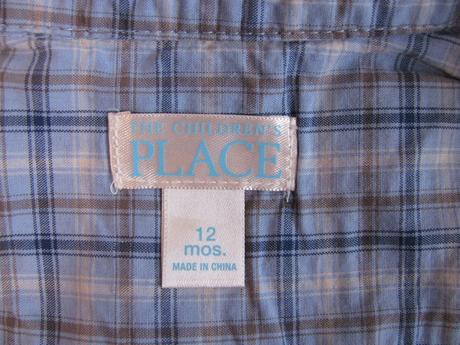 THE CHILDREN'S
PLACE
12
mos.
MADE IN CHINA